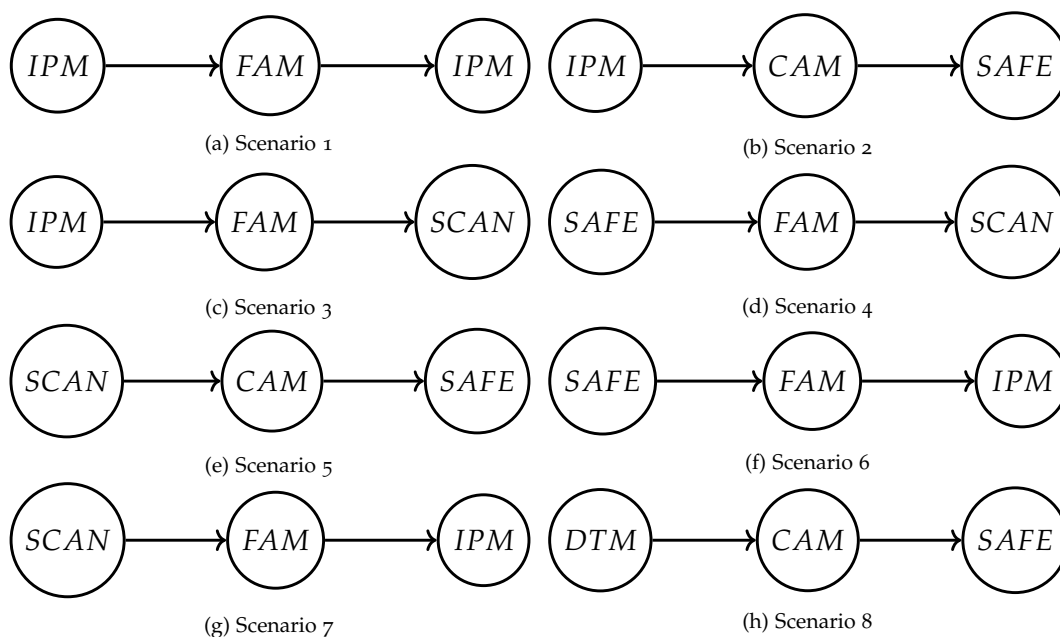 IPM FAM IPM IPM CAM SAFE
(a) Scenario 1 (b) Scenario 2
IPM FAM SCAN SAFE FAM SCAN
(c) Scenario 3 (d) Scenario 4
SCAN CAM SAFE SAFE FAM IPM
(e) Scenario 5 (f) Scenario 6
SCAN FAM IPM DTM CAM SAFE
(g) Scenario 7 (h) Scenario 8